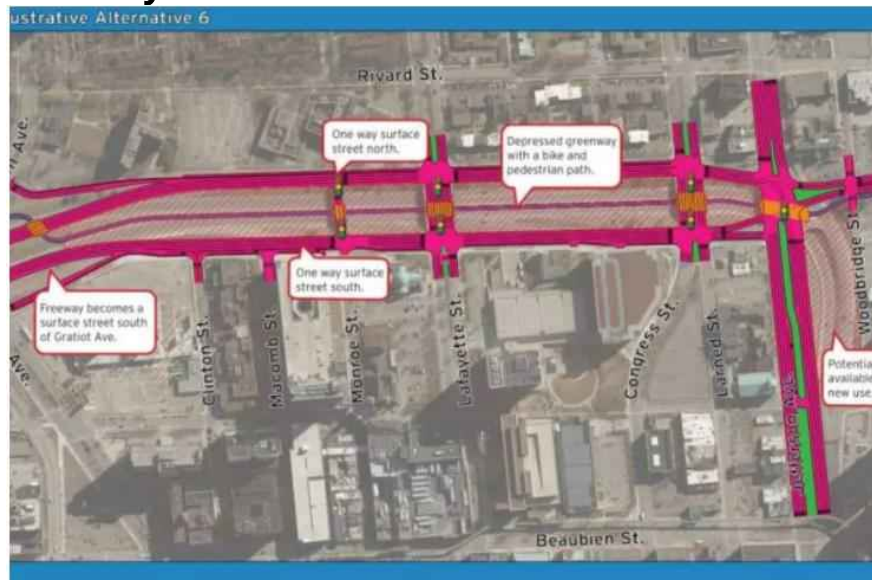 ustrative Alternative 6
Rivard St.
Ave.
One way surface
street north.
Depressed greenway
with a bike and
pedestrian path.
Woodbridge St.
One way surface
street south.
Freeway becomes a
surface street south
of Gratiot Ave.
Ave.
Clinton St.
Macomb St.
Monroe St.
Lafayette St.
Congress St.
Larned St.
Jefferson Ave.
Potentia
available
new use
Beaubien St.